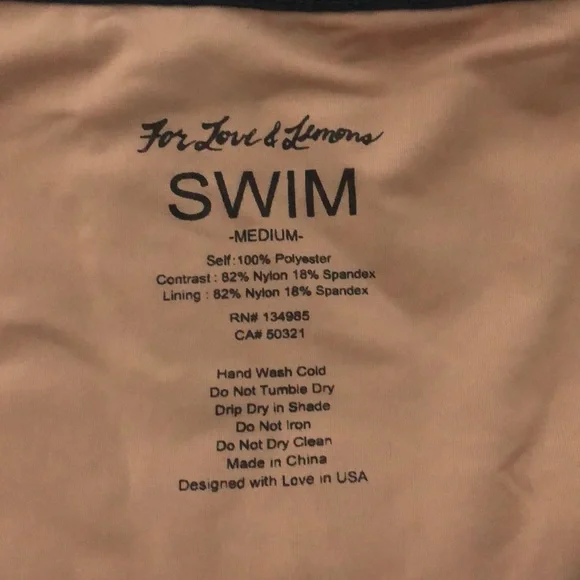 For Love & Lemons
SWIM
-MEDIUM-
Self:100% Polyester
Contrast : 82% Nylon 18% Spandex
Lining : 82% Nylon 18% Spandex
RN# 134985
CA# 50321
Hand Wash Cold
Do Not Tumble Dry
Drip Dry in Shade
Do Not Iron
Do Not Dry Clean
Made in China
Designed with Love in USA